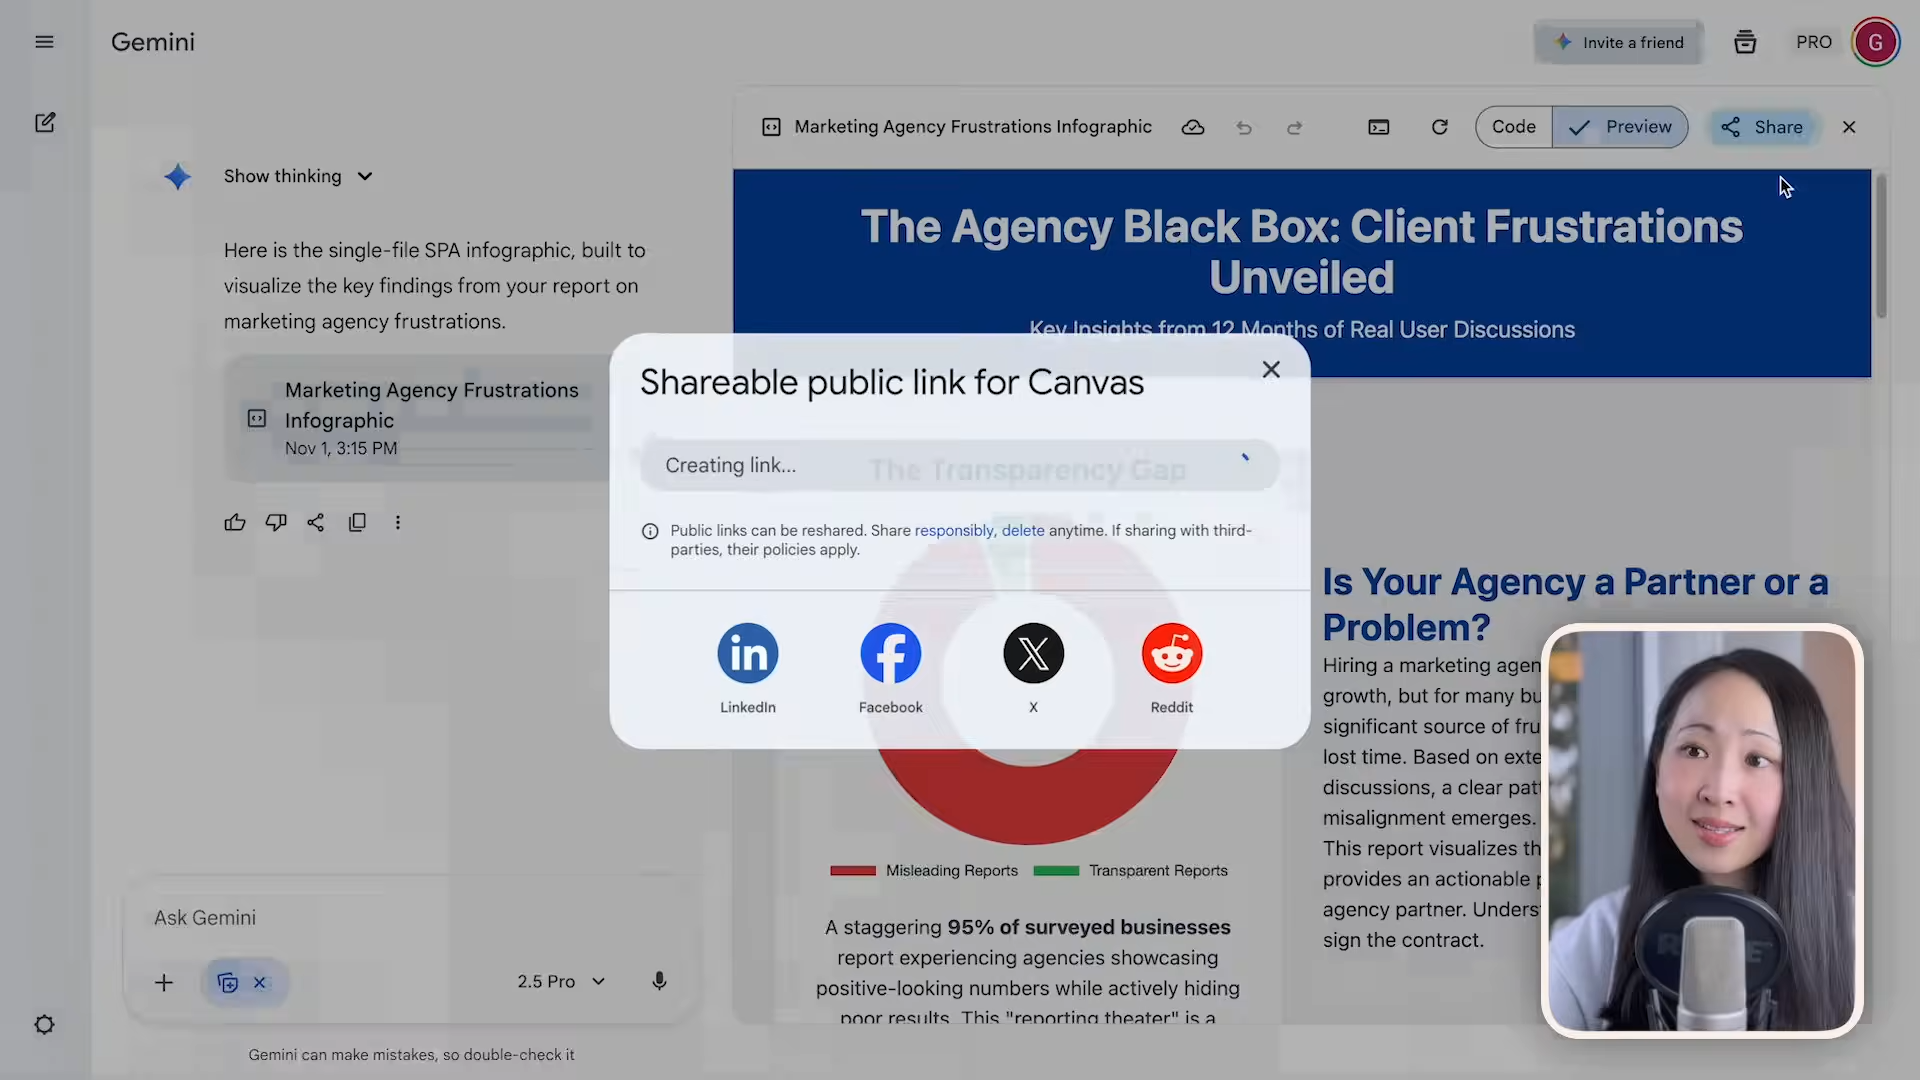 Gemini
Invite a friend
PRO
G
Marketing Agency Frustrations Infographic
Code
Preview
Share
Show thinking
Here is the single-file SPA infographic, built to
visualize the key findings from your report on
marketing agency frustrations.
Marketing Agency Frustrations
Infographic
Nov 1, 3:15 PM
The Agency Black Box: Client Frustrations
Unveiled
Key Insights from 12 Months of Real User Discussions
Shareable public link for Canvas
Creating link...
The Transparency Gap
Public links can be reshared. Share responsibly, delete anytime. If sharing with third-
parties, their policies apply.
in
LinkedIn
Facebook
X
Reddit
Is Your Agency a Partner or a
Problem?
Hiring a marketing agen
growth, but for many bu
significant source of fru
lost time. Based on exte
discussions, a clear pat
misalignment emerges.
This report visualizes th
provides an actionable
agency partner. Unders
sign the contract.
Misleading Reports
Transparent Reports
A staggering 95% of surveyed businesses
report experiencing agencies showcasing
positive-looking numbers while actively hiding
poor results. This "reporting theater" is a
Ask Gemini
2.5 Pro
Gemini can make mistakes, so double-check it